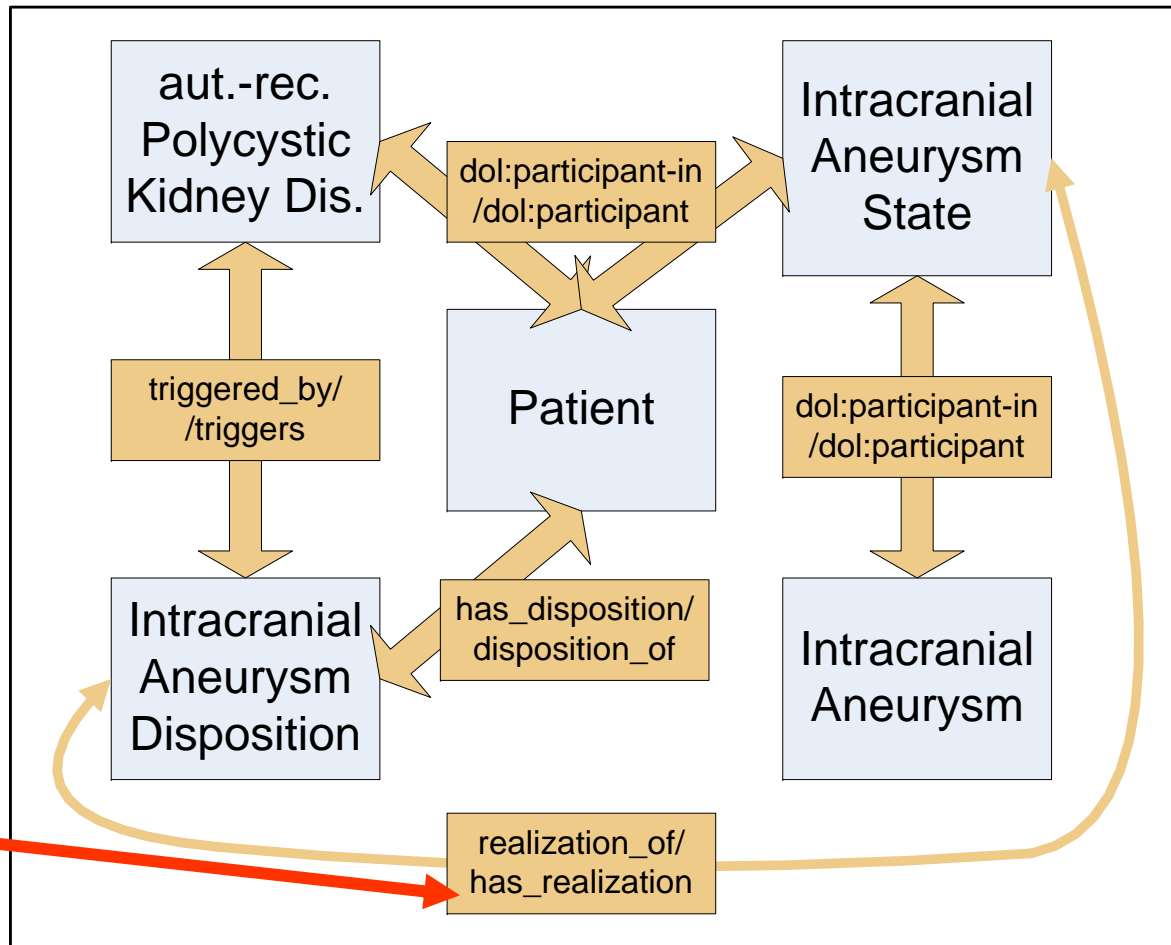 aut.-rec.
Polycystic
Kidney Dis.
Intracranial
Aneurysm
State
dol:participant-in
/dol:participant
Patient
triggered_by/
/triggers
dol:participant-in
/dol:participant
Intracranial
Aneurysm
Disposition
has_disposition/
disposition_of
Intracranial
Aneurysm
realization_of/
has_realization